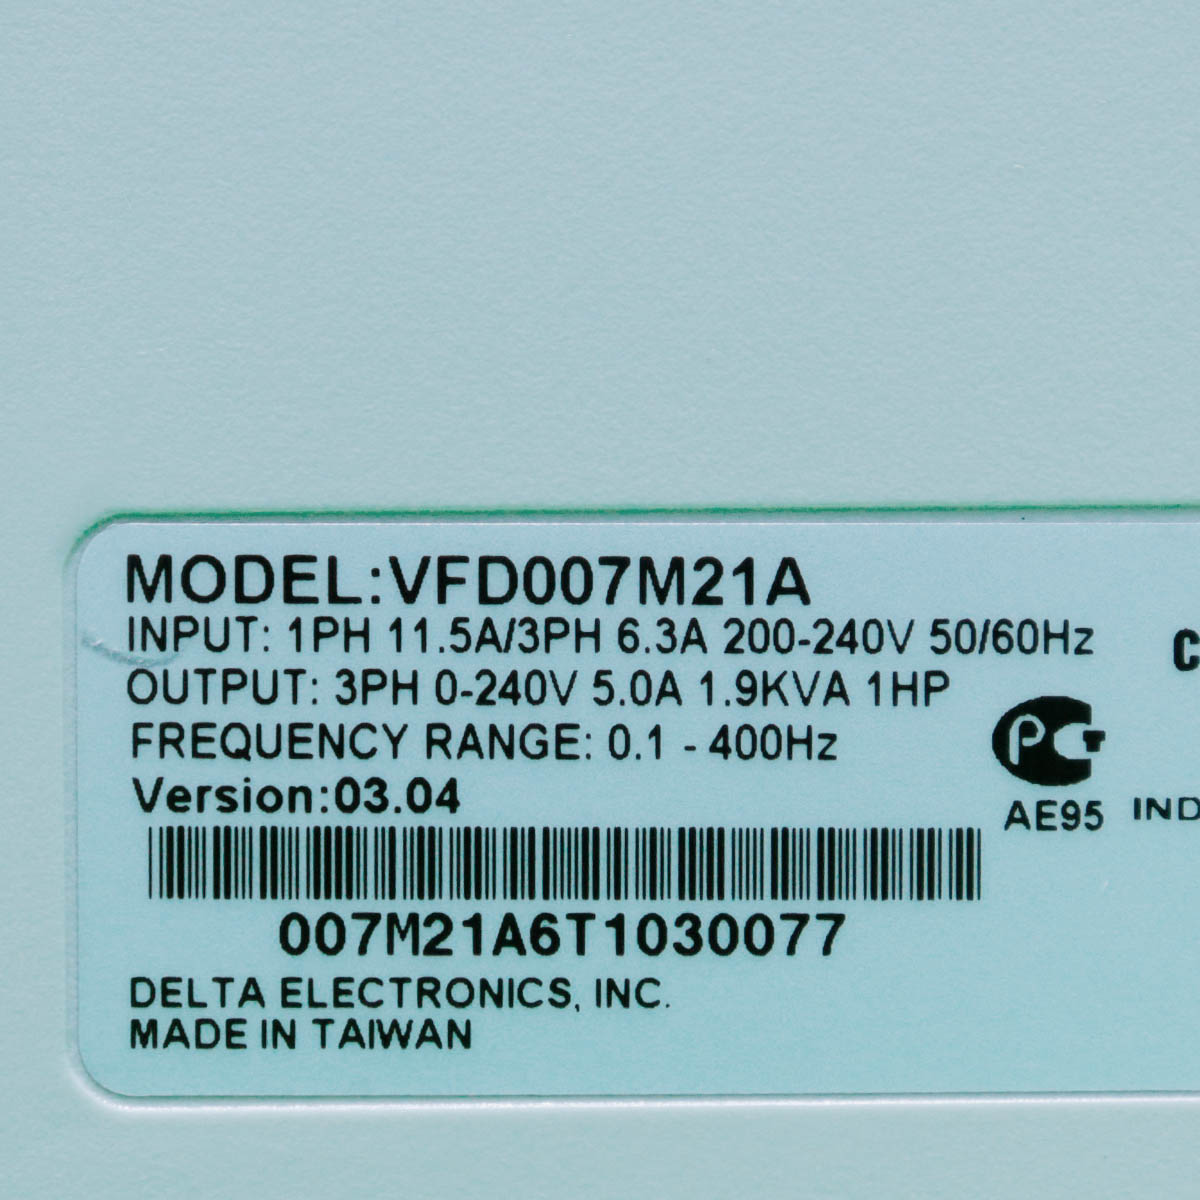 MODEL:VFD007M21A
INPUT: 1PH 11.5A/3PH 6.3A 200-240V 50/60Hz
OUTPUT: 3PH 0-240V 5.0A 1.9KVA 1HP
FREQUENCY RANGE: 0.1 - 400Hz
Version:03.04
AE95
007M21A6T1030077
DELTA ELECTRONICS, INC.
MADE IN TAIWAN